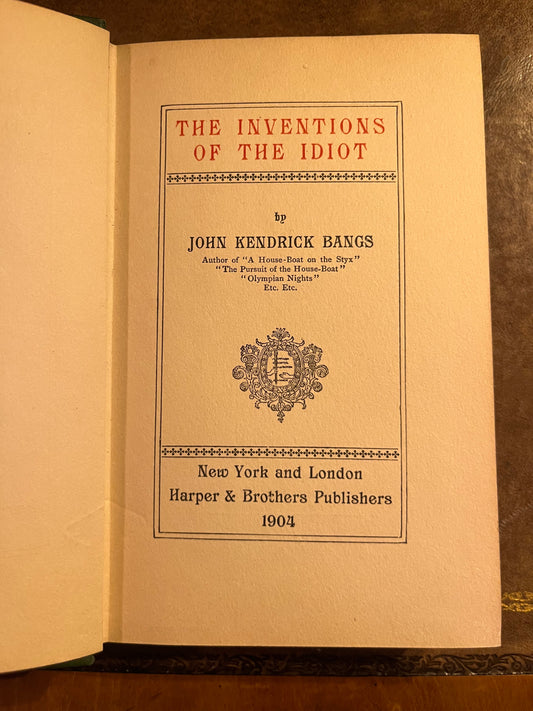 THE INVENTIONS
OF THE IDIOT
by
JOHN KENDRICK BANGS
Author of "A House-Boat on the Styx"
"The Pursuit of the House-Boat"
"Olympian Nights"
Etc. Etc.
New York and London
Harper & Brothers Publishers
1904